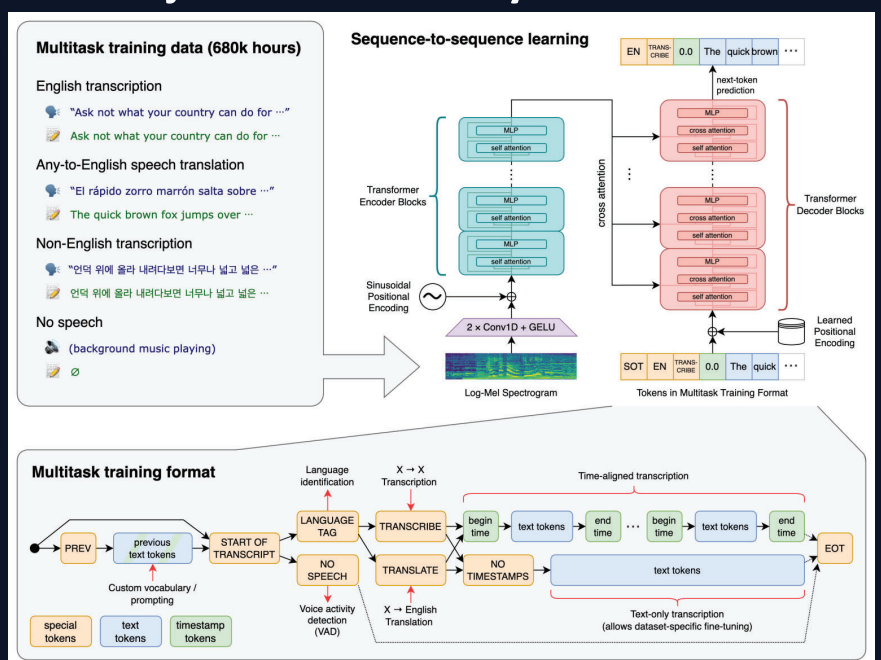 Multitask training data (680k hours)
English transcription
“Ask not what your country can do for ⋯”
Ask not what your country can do for ⋯
Any-to-English speech translation
“El rápido zorro marrón salta sobre ⋯”
The quick brown fox jumps over ⋯
Non-English transcription
“언덕 위에 올라 내려다보면 너무나 넓고 넓은 ⋯”
언덕 위에 올라 내려다보면 너무나 넓고 넓은 ⋯
No speech
(background music playing)
∅
Sequence-to-sequence learning
EN TRANS-CRIBE 0.0 The quick brown ⋯
next-token
prediction
MLP
self attention
MLP
self attention
MLP
self attention
Transformer
Encoder Blocks
cross attention
MLP
cross attention
self attention
MLP
cross attention
self attention
MLP
cross attention
self attention
Transformer
Decoder Blocks
Sinusoidal
Positional
Encoding
2 × Conv1D + GELU
Log-Mel Spectrogram
Learned
Positional
Encoding
SOT EN TRANS-CRIBE 0.0 The quick ⋯
Tokens in Multitask Training Format
Multitask training format
Language
identification
X → X
Transcription
Time-aligned transcription
PREV
previous
text tokens
START OF
TRANSCRIPT
LANGUAGE
TAG
TRANSCRIBE
begin
time
text tokens
end
time
⋯
begin
time
text tokens
end
time
EOT
NO
SPEECH
TRANSLATE
NO
TIMESTAMPS
text tokens
Custom vocabulary /
prompting
Voice activity
detection
(VAD)
X → English
Translation
Text-only transcription
(allows dataset-specific fine-tuning)
special
tokens
text
tokens
timestamp
tokens